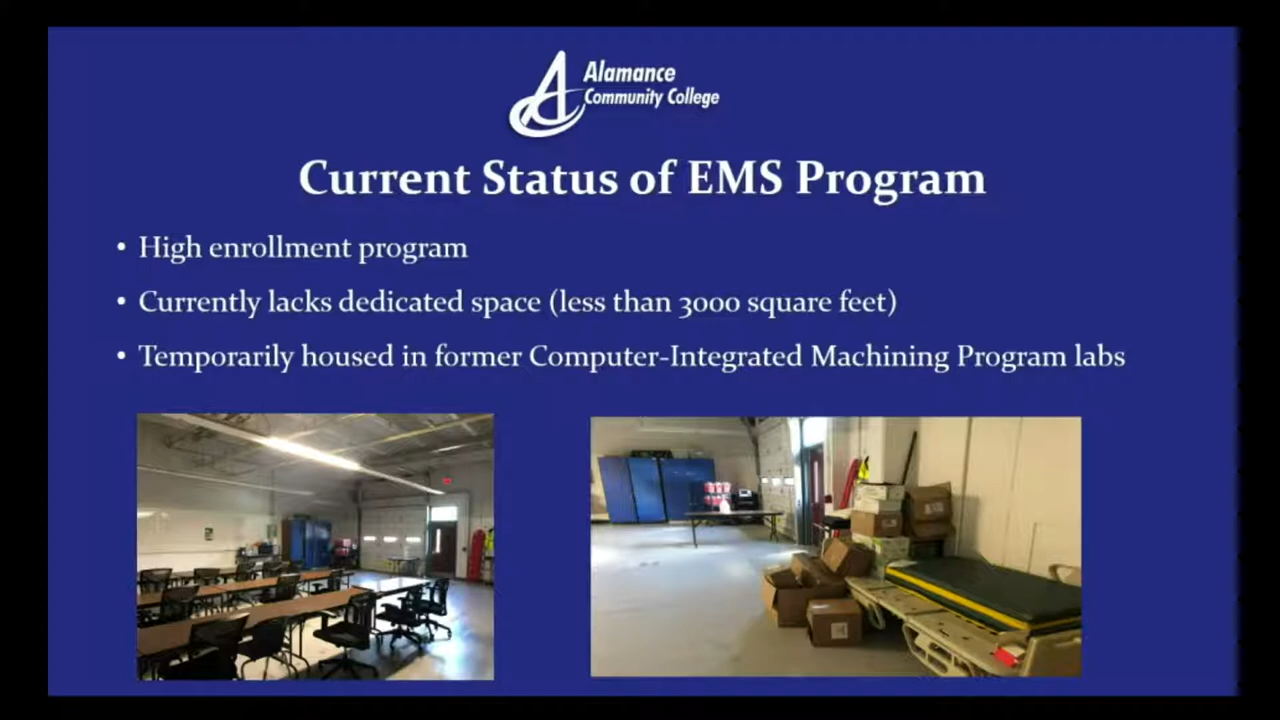 Alamance
Community College
Current Status of EMS Program
• High enrollment program
• Currently lacks dedicated space (less than 3000 square feet)
• Temporarily housed in former Computer-Integrated Machining Program labs